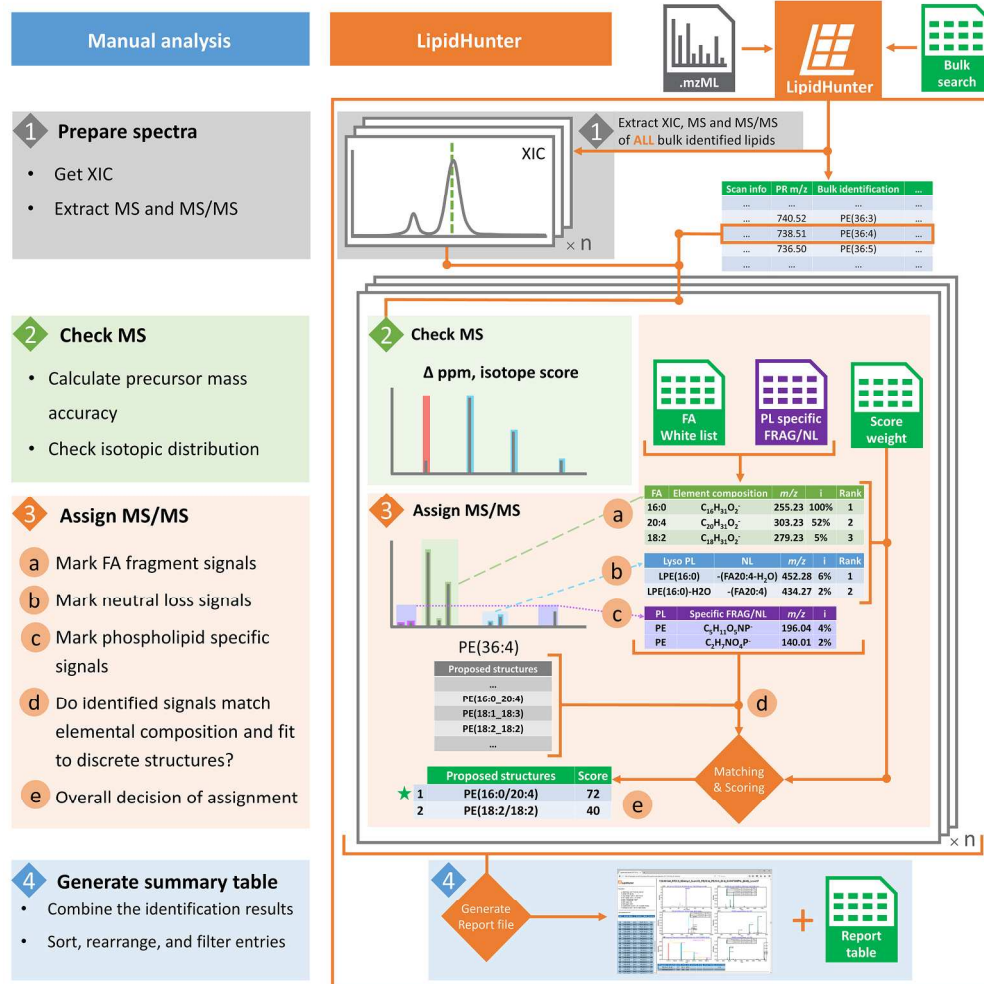 Manual analysis
LipidHunter
.mzML
LipidHunter
Bulk
search
1
Prepare spectra
• Get XIC
• Extract MS and MS/MS
XIC
× n
1
Extract XIC, MS and MS/MS
of ALL bulk identified lipids
Scan info PR m/z Bulk identification ...
... ... ... ...
... 740.52 PE(36:3) ...
... 738.51 PE(36:4) ...
... 736.50 PE(36:5) ...
... ... ... ...
2
Check MS
• Calculate precursor mass
accuracy
• Check isotopic distribution
2
Check MS
Δ ppm, isotope score
FA
White list
PL specific
FRAG/NL
Score
weight
3
Assign MS/MS
a Mark FA fragment signals
b Mark neutral loss signals
c Mark phospholipid specific
signals
d Do identified signals match
elemental composition and fit
to discrete structures?
e Overall decision of assignment
3
Assign MS/MS
a
FA Element composition m/z i Rank
16:0 C16H31O2- 255.23 100% 1
20:4 C20H31O2- 303.23 52% 2
18:2 C18H31O2- 279.23 5% 3
b
Lyso PL NL m/z i Rank
LPE(16:0) -(FA20:4-H2O) 452.28 6% 1
LPE(16:0)-H2O -(FA20:4) 434.27 2% 2
c
PL Specific FRAG/NL m/z i
PE C5H11O5NP- 196.04 4%
PE C2H7NO4P- 140.01 2%
PE(36:4)
Proposed structures
...
PE(16:0_20:4)
PE(18:1_18:3)
PE(18:2_18:2)
...
d
Matching
& Scoring
Proposed structures Score
1 PE(16:0/20:4) 72
2 PE(18:2/18:2) 40
e
× n
4
Generate summary table
• Combine the identification results
• Sort, rearrange, and filter entries
4
Generate
Report file
+
Report
table